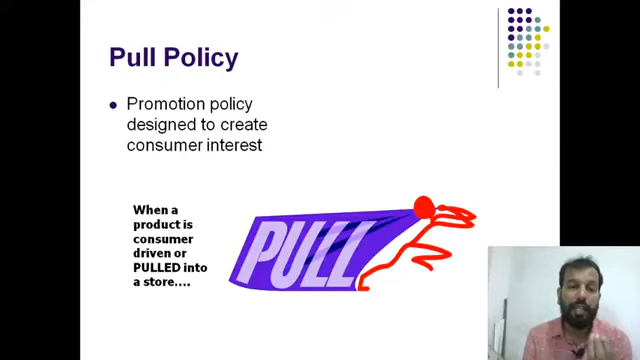 Pull Policy
Promotion policy
designed to create
consumer interest
When a
product is
consumer
driven or
PULLED into
a store....
PULL